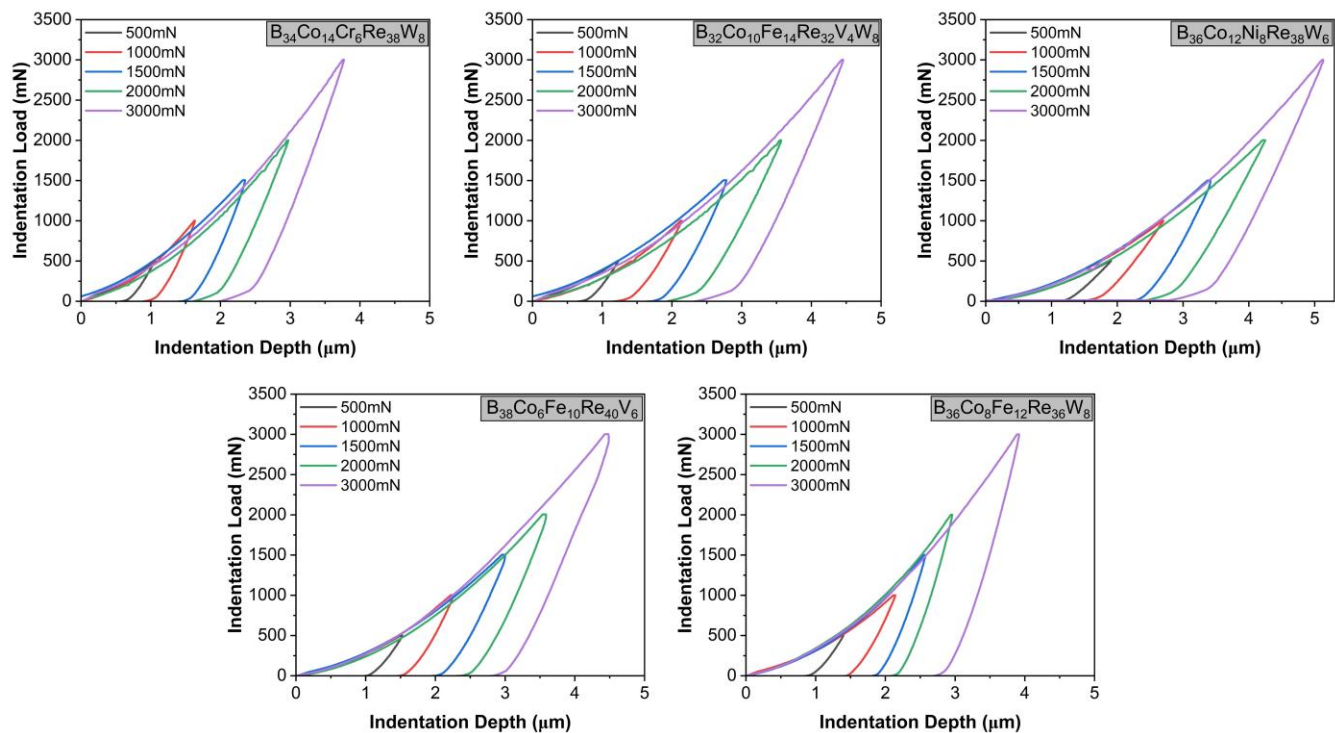 B₃₄Co₁₄Cr₆Re₃₈W₈
500mN
1000mN
1500mN
2000mN
3000mN
Indentation Load (mN)
3500
3000
2500
2000
1500
1000
500
0
0 1 2 3 4 5
Indentation Depth (μm)
B₃₂Co₁₀Fe₁₄Re₃₂V₄W₈
500mN
1000mN
1500mN
2000mN
3000mN
Indentation Load (mN)
3500
3000
2500
2000
1500
1000
500
0
0 1 2 3 4 5
Indentation Depth (μm)
B₃₆Co₁₂Ni₈Re₃₈W₆
500mN
1000mN
1500mN
2000mN
3000mN
Indentation Load (mN)
3500
3000
2500
2000
1500
1000
500
0
0 1 2 3 4 5
Indentation Depth (μm)
B₃₈Co₆Fe₁₀Re₄₀V₆
500mN
1000mN
1500mN
2000mN
3000mN
Indentation Load (mN)
3500
3000
2500
2000
1500
1000
500
0
0 1 2 3 4 5
Indentation Depth (μm)
B₃₆Co₈Fe₁₂Re₃₆W₈
500mN
1000mN
1500mN
2000mN
3000mN
Indentation Load (mN)
3500
3000
2500
2000
1500
1000
500
0
0 1 2 3 4 5
Indentation Depth (μm)